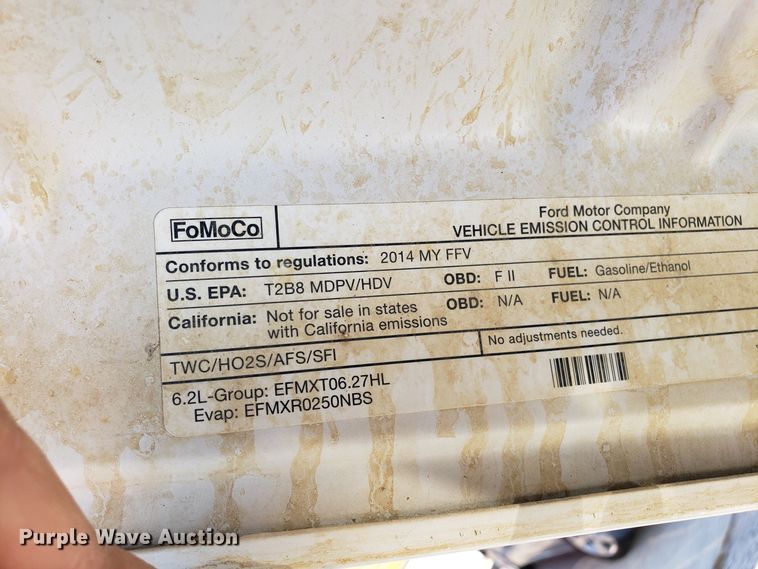 FoMoCo
Ford Motor Company
VEHICLE EMISSION CONTROL INFORMATION
Conforms to regulations: 2014 MY FFV
U.S. EPA: T2B8 MDPV/HDV OBD: F II FUEL: Gasoline/Ethanol
California: Not for sale in states with California emissions OBD: N/A FUEL: N/A
TWC/HO2S/AFS/SFI
No adjustments needed.
6.2L-Group: EFMXT06.27HL
Evap: EFMXR0250NBS
Purple Wave Auction